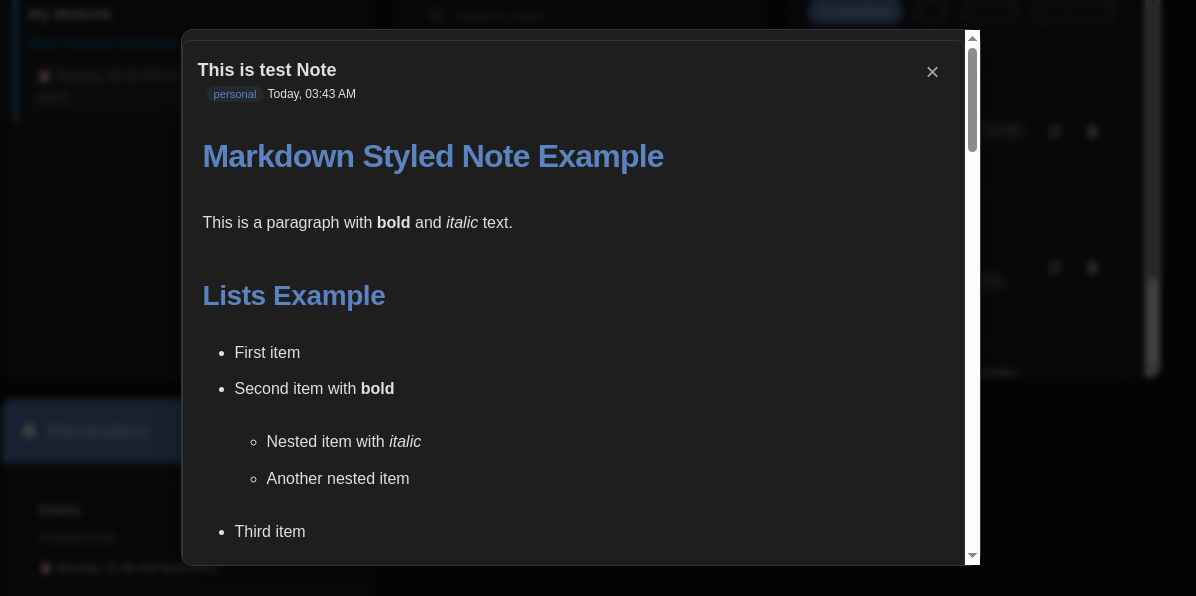 My Website
This is test Note
personal Today, 03:43 AM
Markdown Styled Note Example
This is a paragraph with bold and italic text.
Lists Example
First item
Second item with bold
Nested item with italic
Another nested item
Third item
Reminders